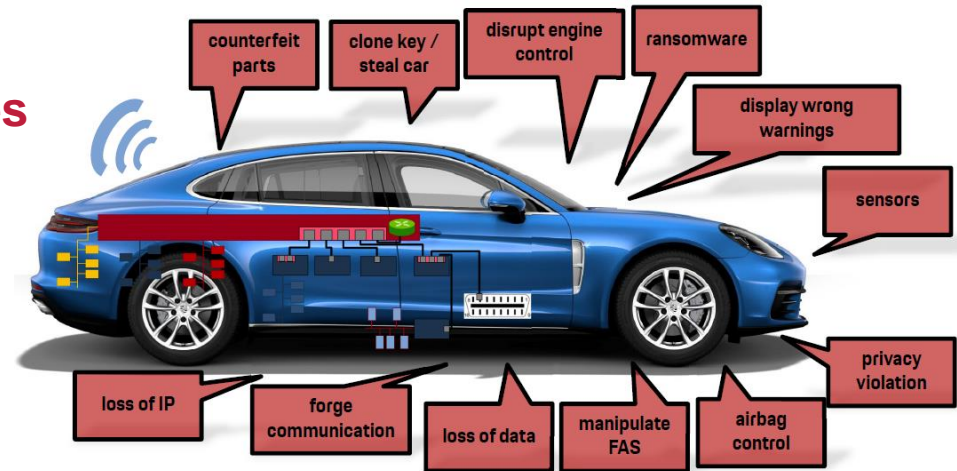 counterfeit
parts
clone key /
steal car
disrupt engine
control
ransomware
s
display wrong
warnings
sensors
privacy
violation
loss of IP
forge
communication
loss of data
manipulate
FAS
airbag
control